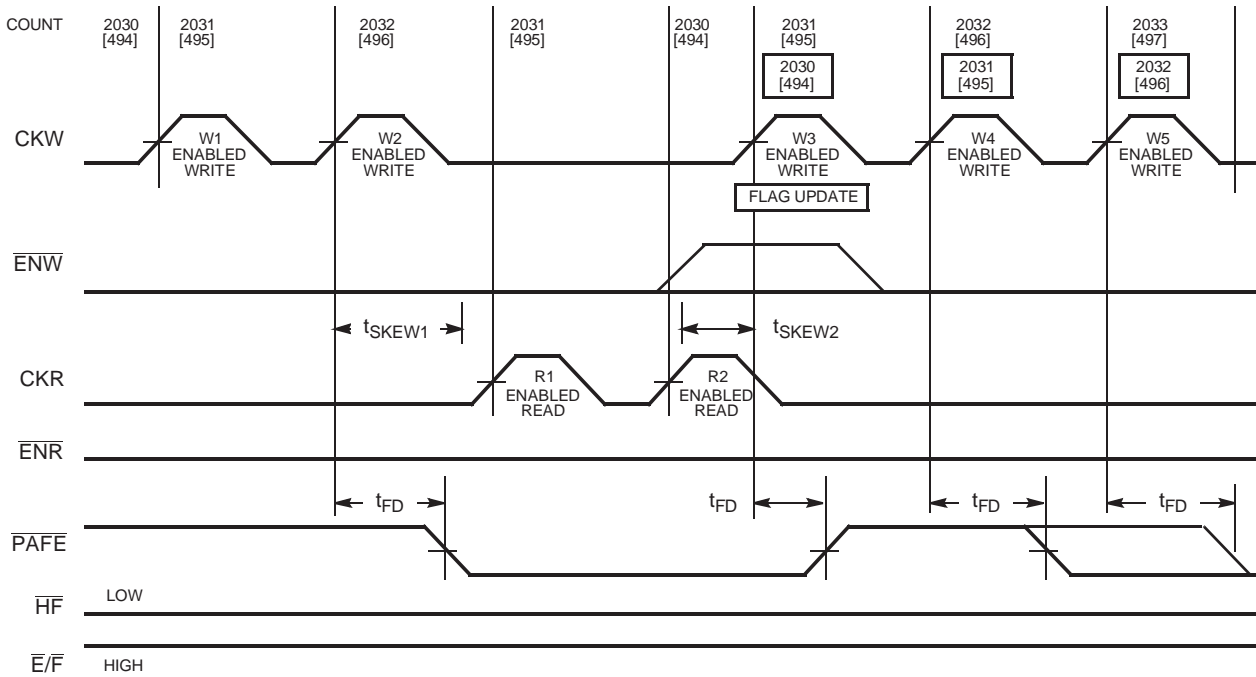 COUNT 2030 2031 2032 2031 2030 2031 2032 2033
[494] [495] [496] [495] [494] [495] [496] [497]
2030 2031 2032
[494] [495] [496]
CKW W1 W2 W3 W4 W5
ENABLED ENABLED ENABLED ENABLED ENABLED
WRITE WRITE WRITE WRITE WRITE
FLAG UPDATE
ENW
tSKEW1 tSKEW2
CKR R1 R2
ENABLED ENABLED
READ READ
ENR
tFD tFD tFD tFD
PAFE
LOW
HF
E/F HIGH